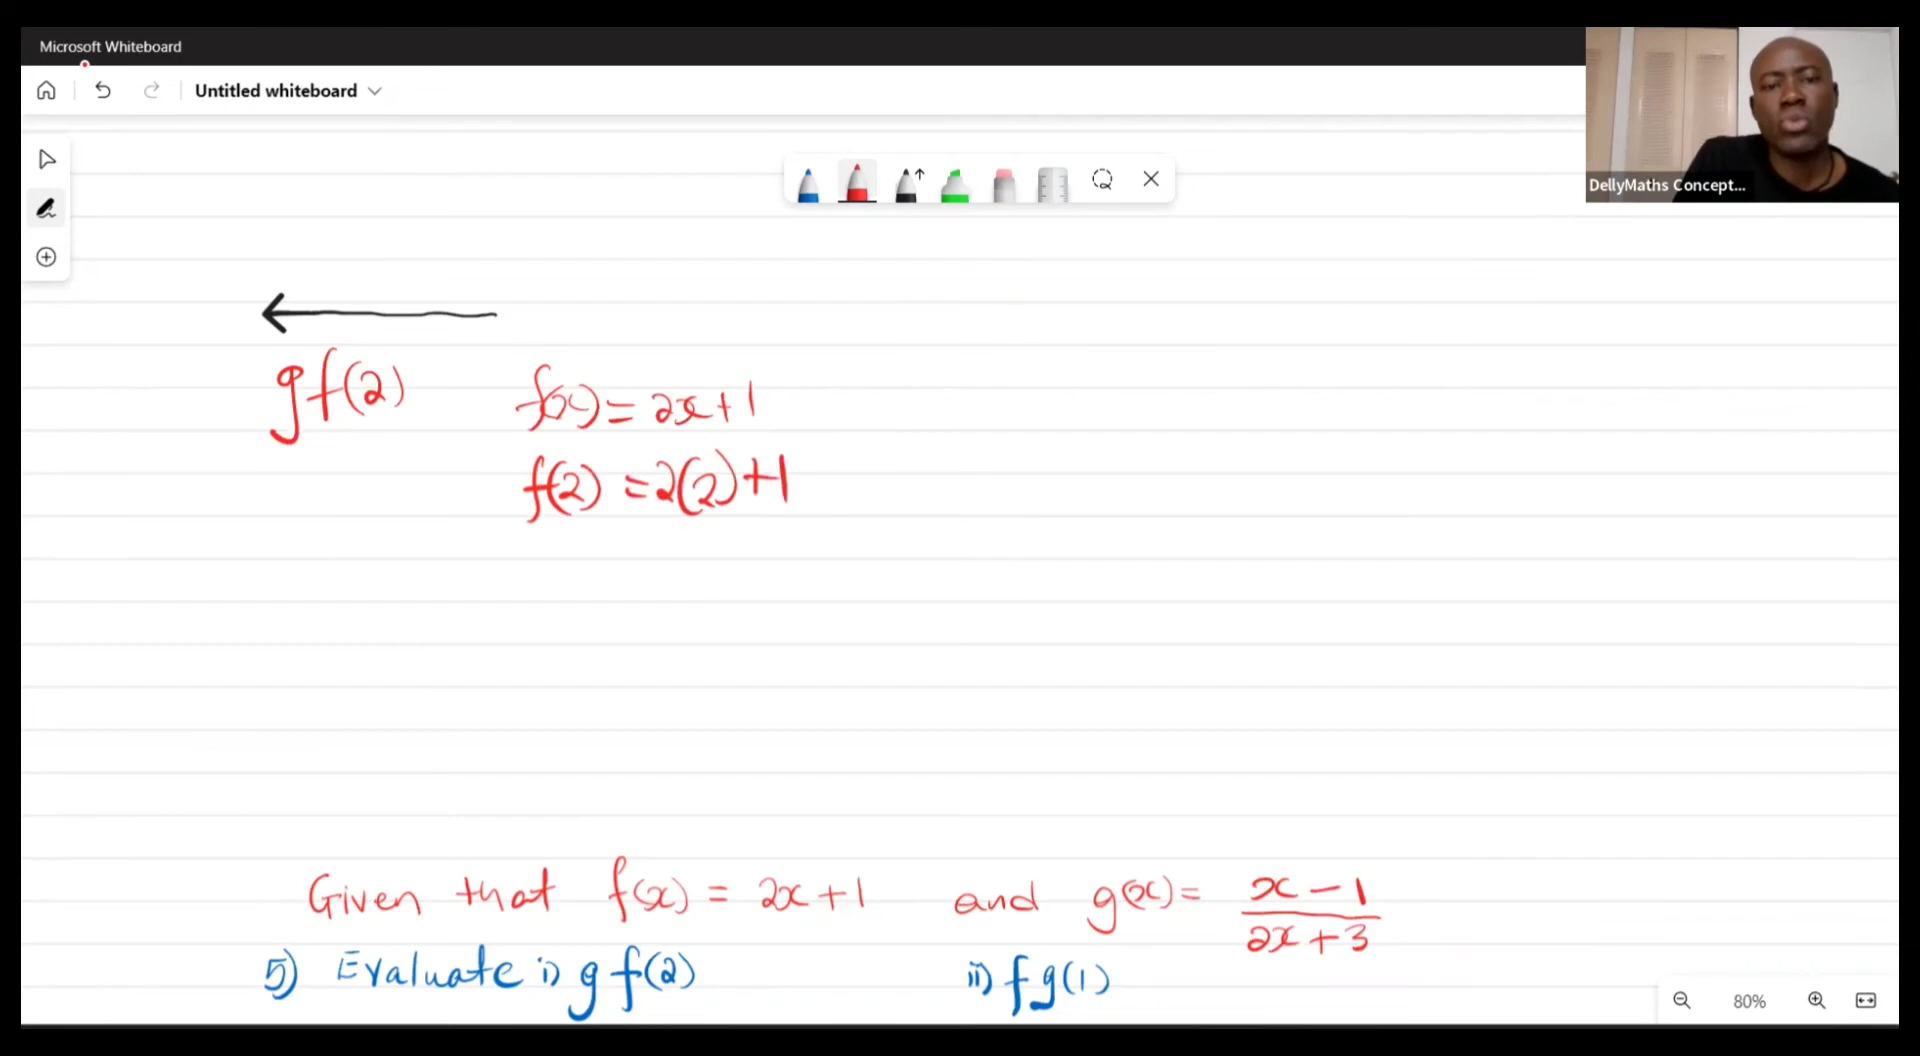 Microsoft Whiteboard
Untitled whiteboard
DellyMaths Concept...
gf(2)
f(x) = 2x+1
f(2) = 2(2)+1
Given that f(x) = 2x+1 and g(x) = x-1 / 2x+3
5) Evaluate i) gf(2) ii) fg(1)
80%